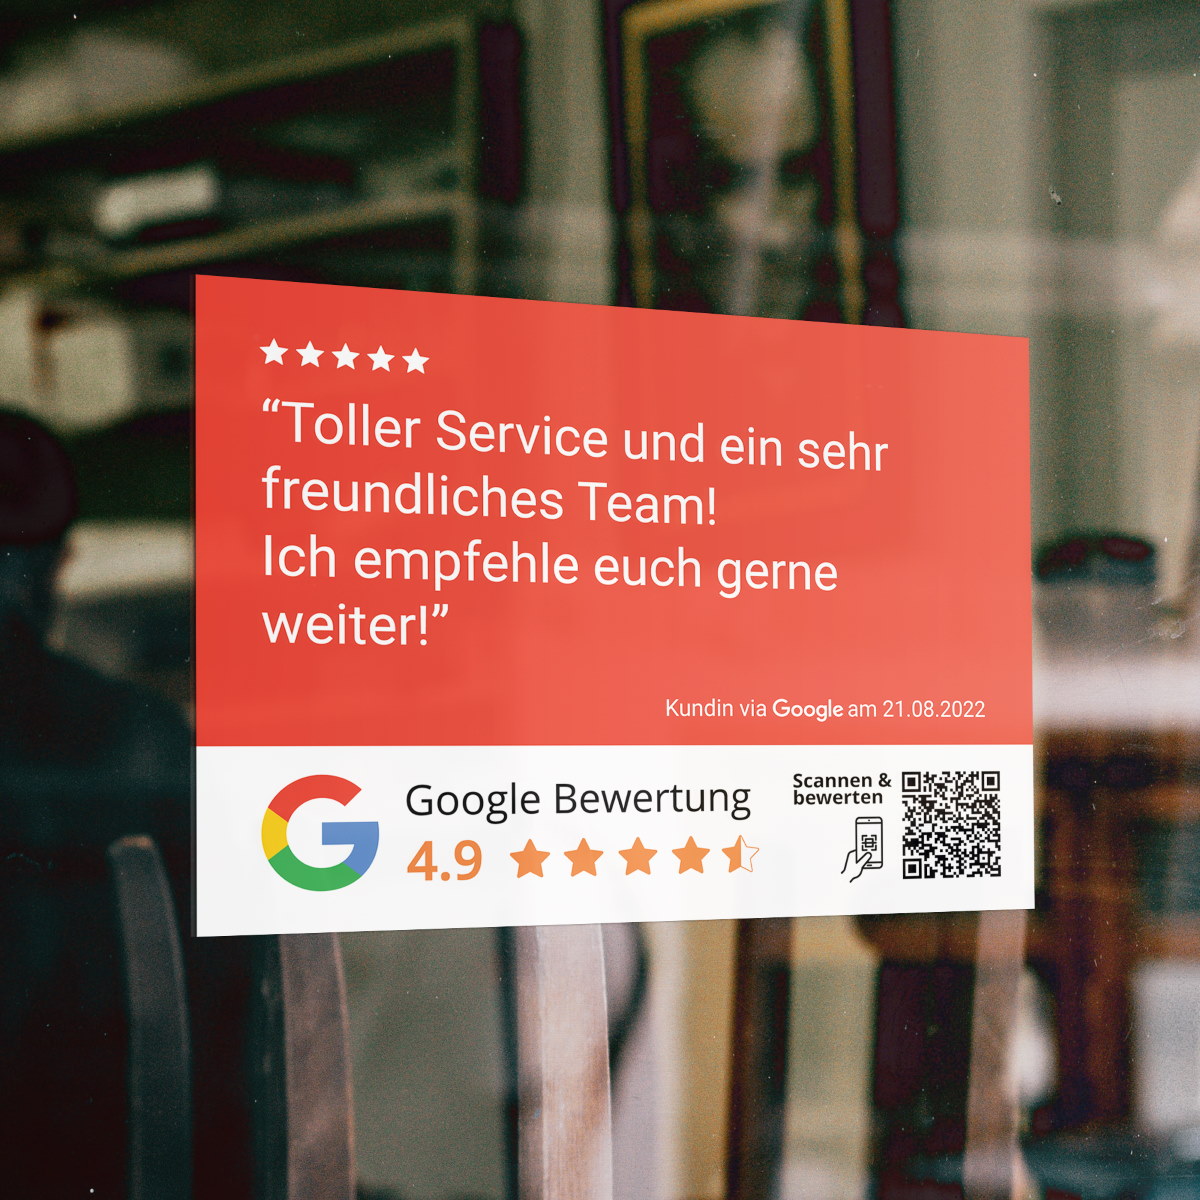 “Toller Service und ein sehr
freundliches Team!
Ich empfehle euch gerne
weiter!”
Kundin via Google am 21.08.2022
Google Bewertung
4.9
Scannen &
bewerten